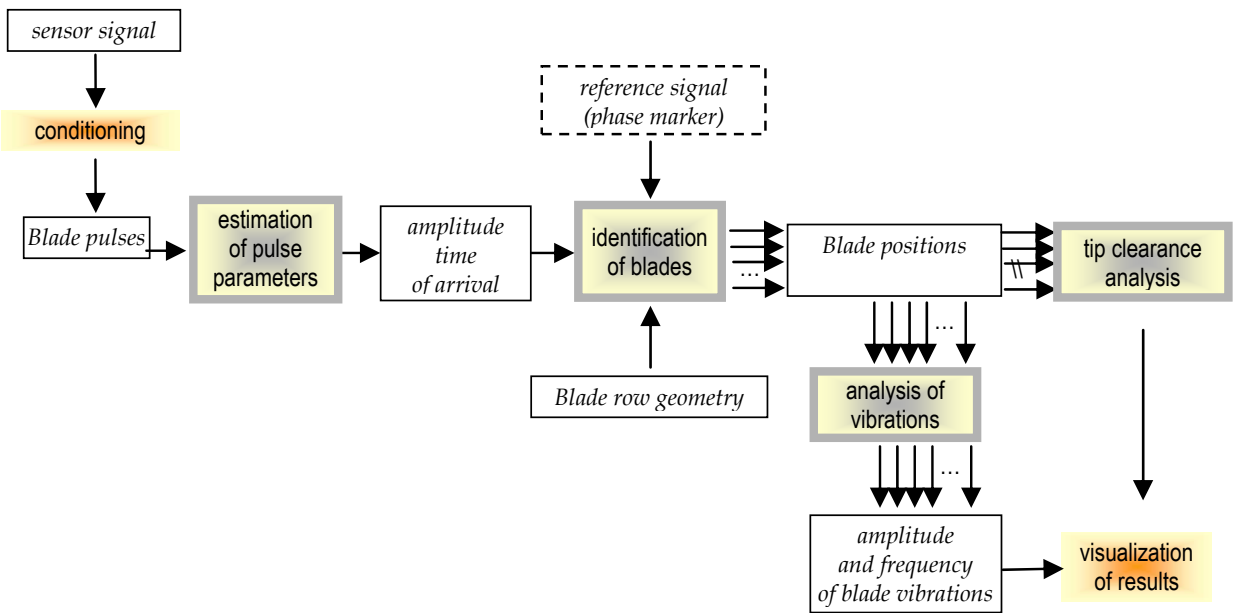 sensor signal
conditioning
Blade pulses
estimation
of pulse
parameters
amplitude
time
of arrival
reference signal
(phase marker)
identification
of blades
Blade row geometry
...
Blade positions
\\
tip clearance
analysis
...
analysis of
vibrations
...
amplitude
and frequency
of blade vibrations
visualization
of results